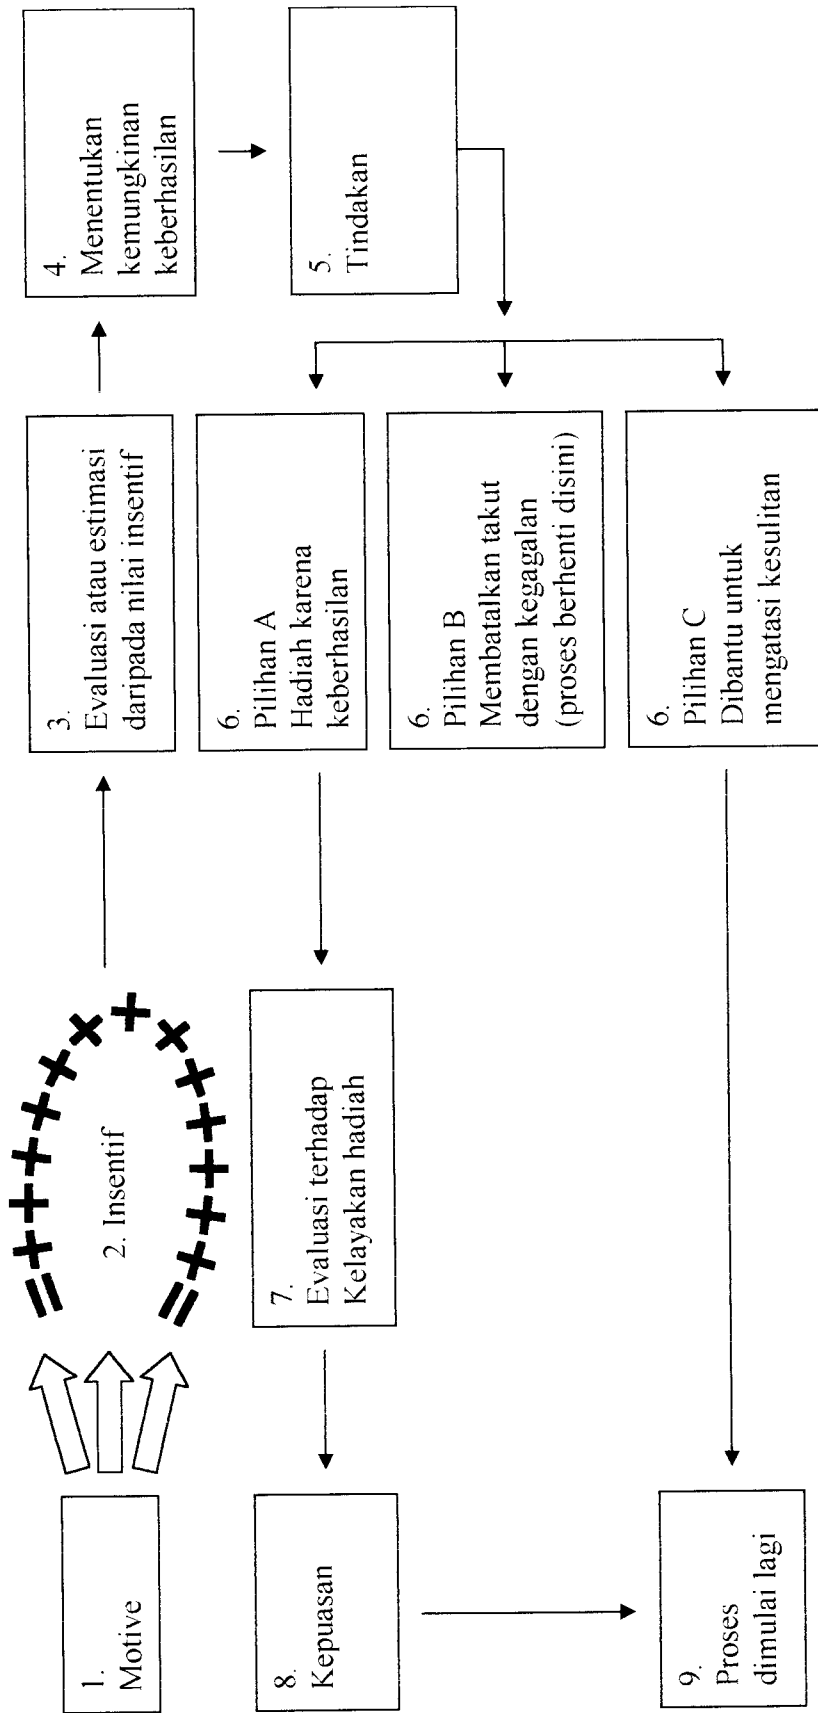 1.
Motive
2. Insentif
3.
Evaluasi atau estimasi
daripada nilai insentif
4.
Menentukan
kemungkinan
keberhasilan
5.
Tindakan
6.
Pilihan A
Hadiah karena
keberhasilan
6.
Pilihan B
Membatalkan takut
dengan kegagalan
(proses berhenti disini)
6.
Pilihan C
Dibantu untuk
mengatasi kesulitan
7.
Evaluasi terhadap
Kelayakan hadiah
8.
Kepuasan
9.
Proses
dimulai lagi